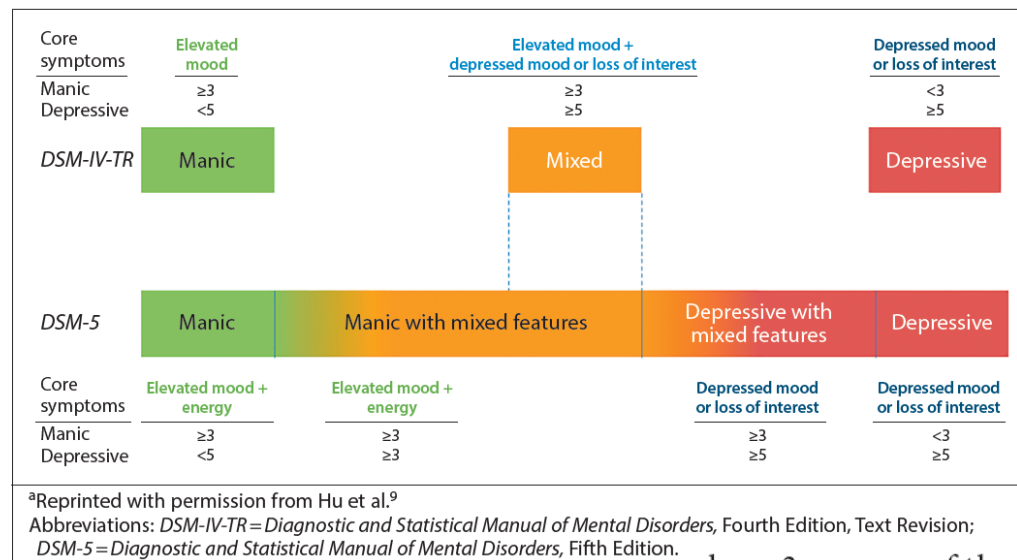 Core symptoms
Elevated mood
Elevated mood + depressed mood or loss of interest
Depressed mood or loss of interest
Manic ≥3 ≥3 <3
Depressive <5 ≥5 ≥5
DSM-IV-TR Manic Mixed Depressive
DSM-5 Manic Manic with mixed features Depressive with mixed features Depressive
Core symptoms
Elevated mood + energy
Elevated mood + energy
Depressed mood or loss of interest
Depressed mood or loss of interest
Manic ≥3 ≥3 ≥3 <3
Depressive <5 ≥3 ≥5 ≥5
ᵃReprinted with permission from Hu et al.⁹
Abbreviations: DSM-IV-TR = Diagnostic and Statistical Manual of Mental Disorders, Fourth Edition, Text Revision;
DSM-5 = Diagnostic and Statistical Manual of Mental Disorders, Fifth Edition.